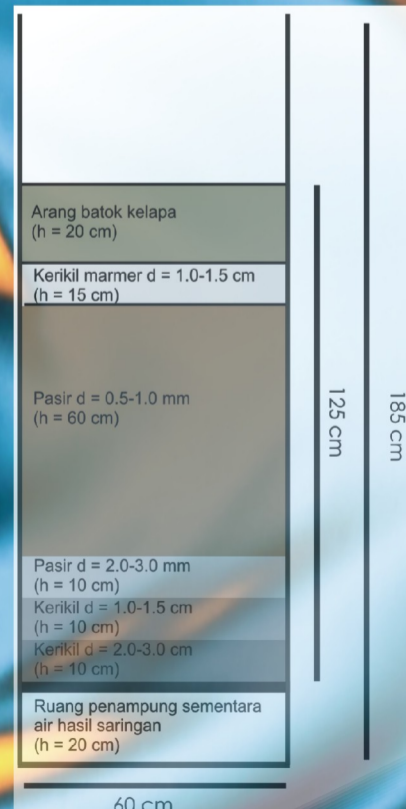 Arang batok kelapa
(h = 20 cm)
Kerikil marmer d = 1.0-1.5 cm
(h = 15 cm)
Pasir d = 0.5-1.0 mm
(h = 60 cm)
Pasir d = 2.0-3.0 mm
(h = 10 cm)
Kerikil d = 1.0-1.5 cm
(h = 10 cm)
Kerikil d = 2.0-3.0 cm
(h = 10 cm)
Ruang penampung sementara
air hasil saringan
(h = 20 cm)
125 cm
185 cm
60 cm